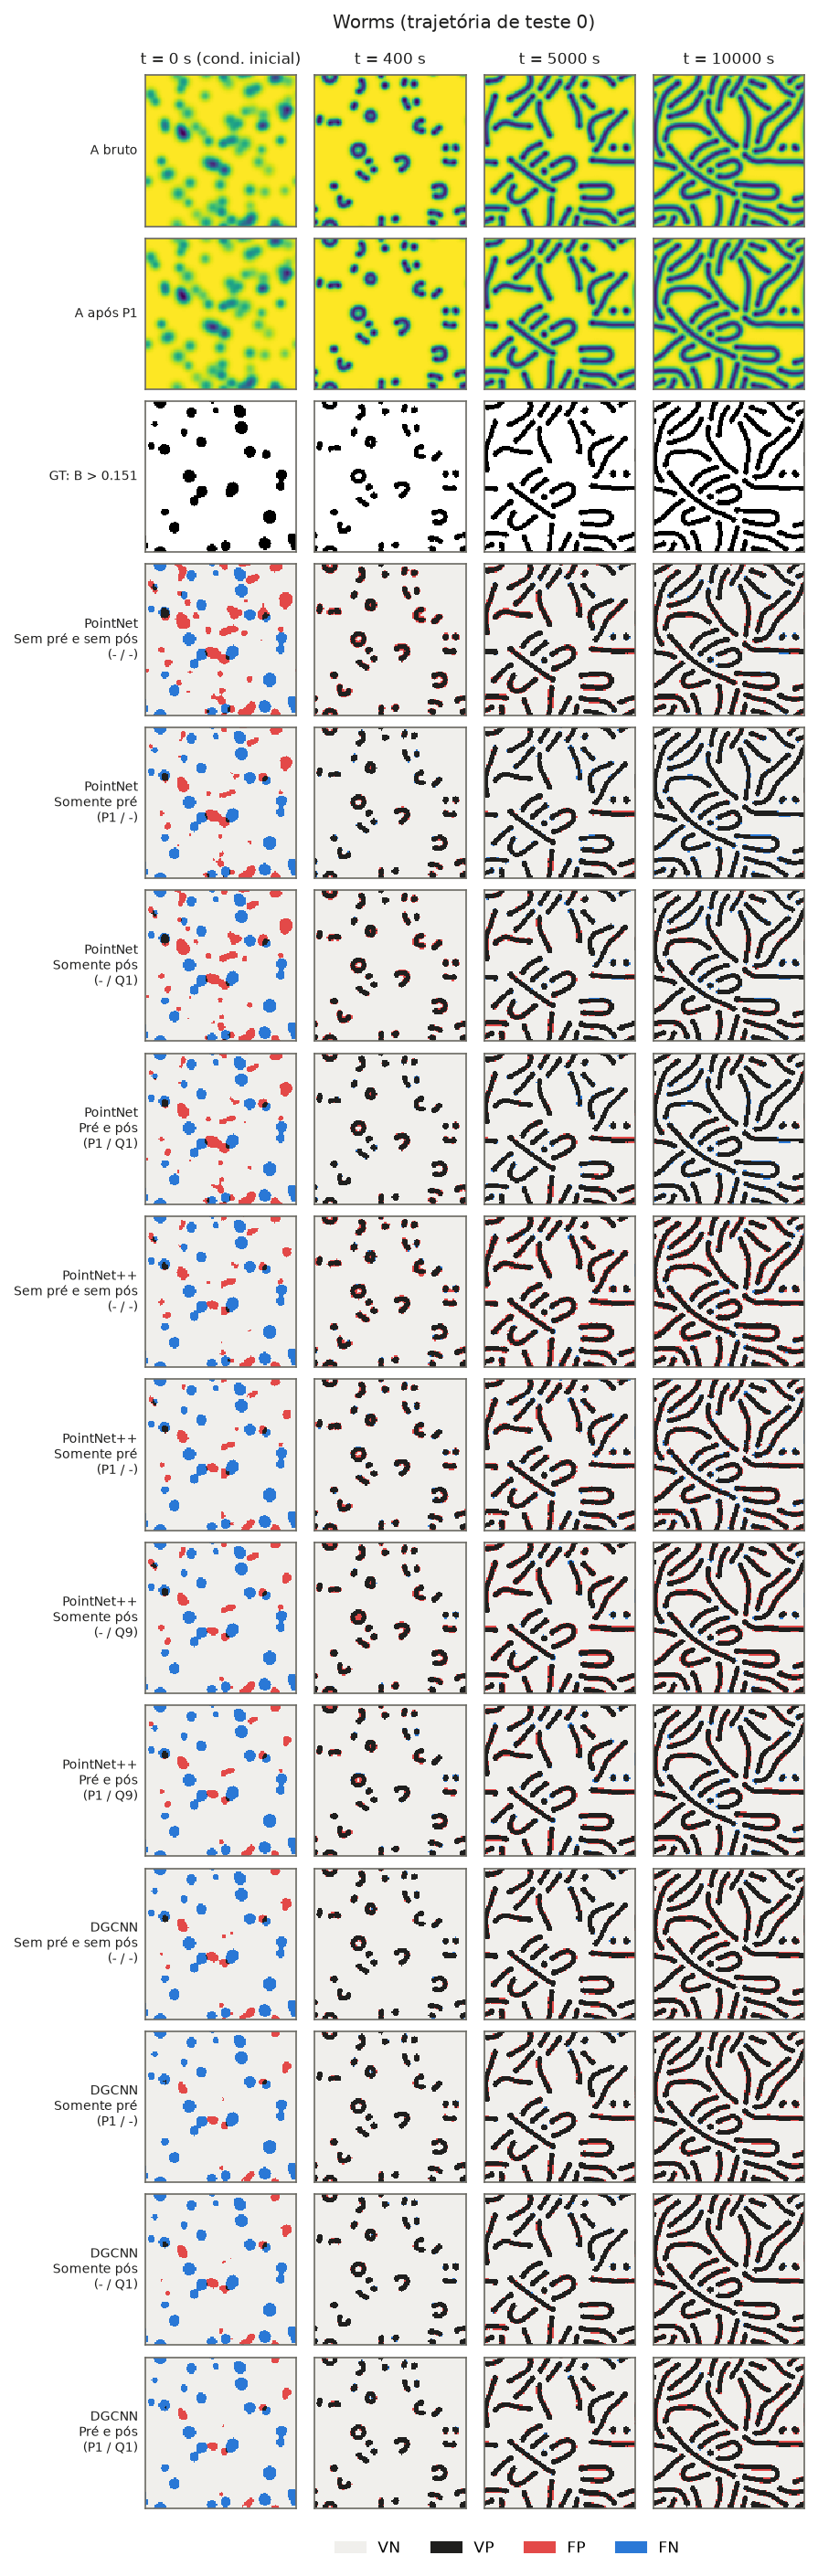 Worms (trajetória de teste 0)
t = 0 s (cond. inicial)
t = 400 s
t = 5000 s
t = 10000 s
A bruto
A após P1
GT: B > 0.151
PointNet
Sem pré e sem pós
(- / -)
PointNet
Somente pré
(P1 / -)
PointNet
Somente pós
(- / Q1)
PointNet
Pré e pós
(P1 / Q1)
PointNet++
Sem pré e sem pós
(- / -)
PointNet++
Somente pré
(P1 / -)
PointNet++
Somente pós
(- / Q9)
PointNet++
Pré e pós
(P1 / Q9)
DGCNN
Sem pré e sem pós
(- / -)
DGCNN
Somente pré
(P1 / -)
DGCNN
Somente pós
(- / Q1)
DGCNN
Pré e pós
(P1 / Q1)
VN
VP
FP
FN